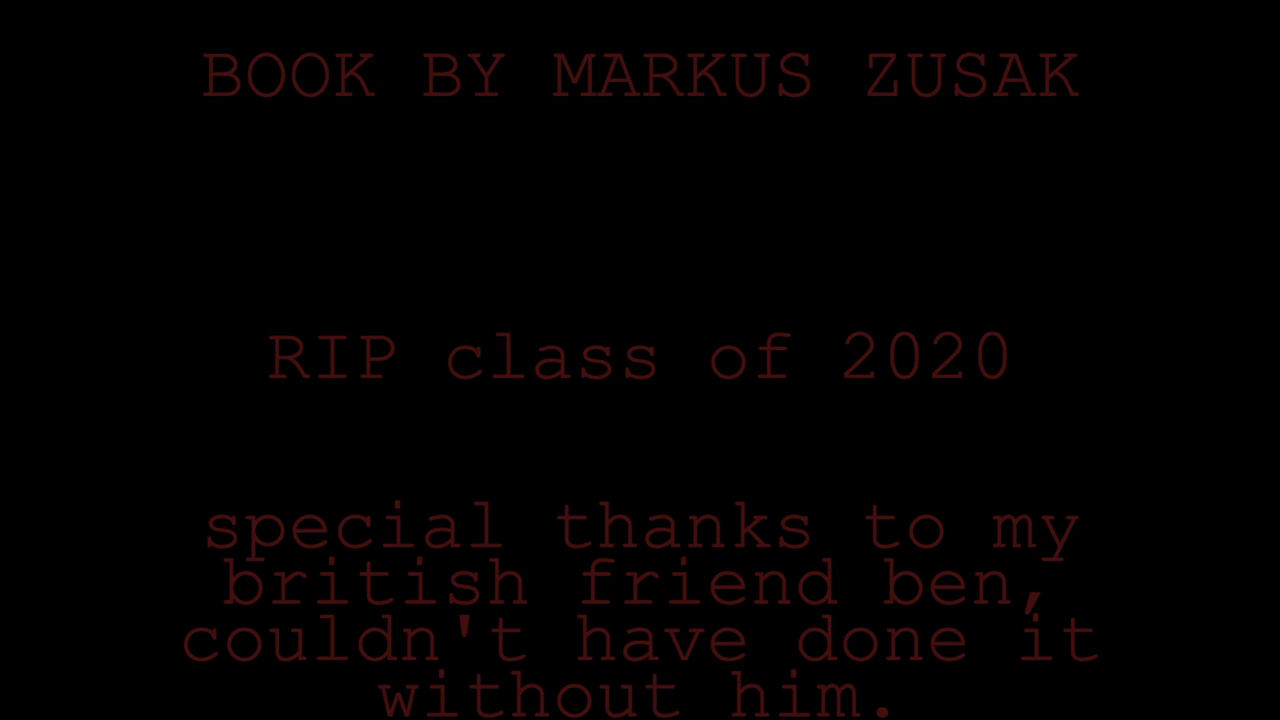 BOOK BY MARKUS ZUSAK
RIP class of 2020
special thanks to my
british friend ben,
couldn't have done it
without him.